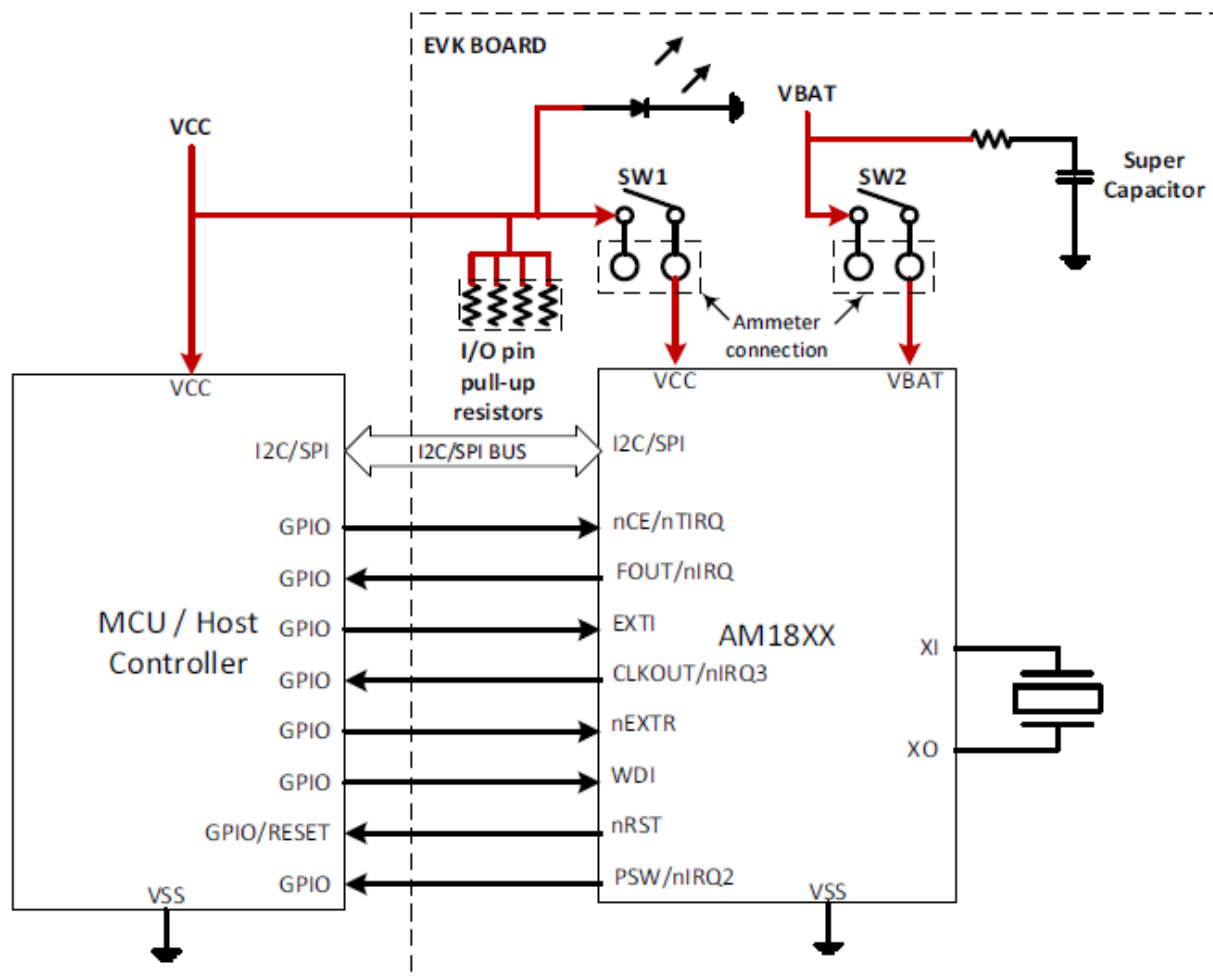 EVK BOARD
VCC
VBAT
SW1
SW2
Super
Capacitor
Ammeter
connection
I/O pin
pull-up
resistors
VCC
VCC
VBAT
I2C/SPI
I2C/SPI BUS
I2C/SPI
GPIO
nCE/nTIRQ
GPIO
FOUT/nIRQ
MCU / Host
Controller
GPIO
EXTI
AM18XX
XI
GPIO
CLKOUT/nIRQ3
GPIO
nEXTR
XO
GPIO
WDI
GPIO/RESET
nRST
GPIO
PSW/nIRQ2
VSS
VSS